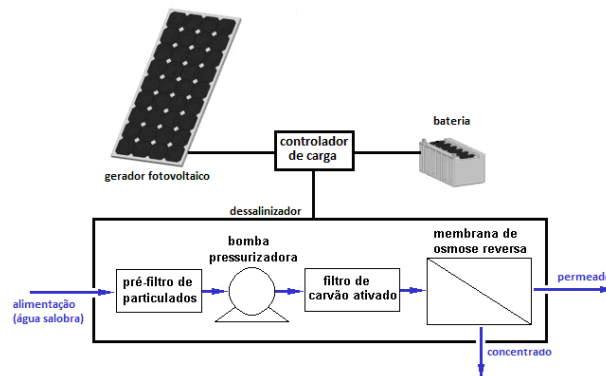 gerador fotovoltaico
controlador
de carga
bateria
dessalinizador
pré-filtro de
particulados
bomba
pressurizadora
filtro de
carvão ativado
membrana de
osmose reversa
alimentação
(água salobra)
permeado
concentrado